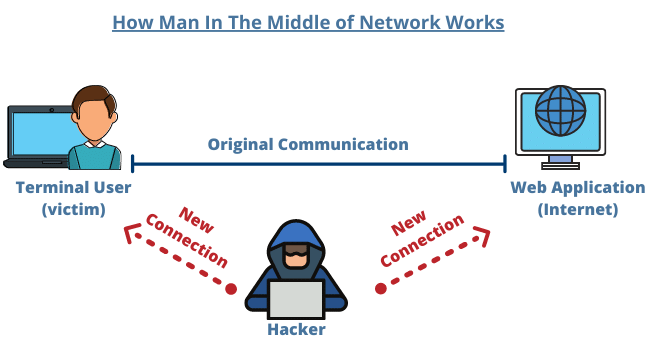 How Man In The Middle of Network Works
Original Communication
Terminal User
(victim)
Web Application
(Internet)
New
Connection
New
Connection
Hacker